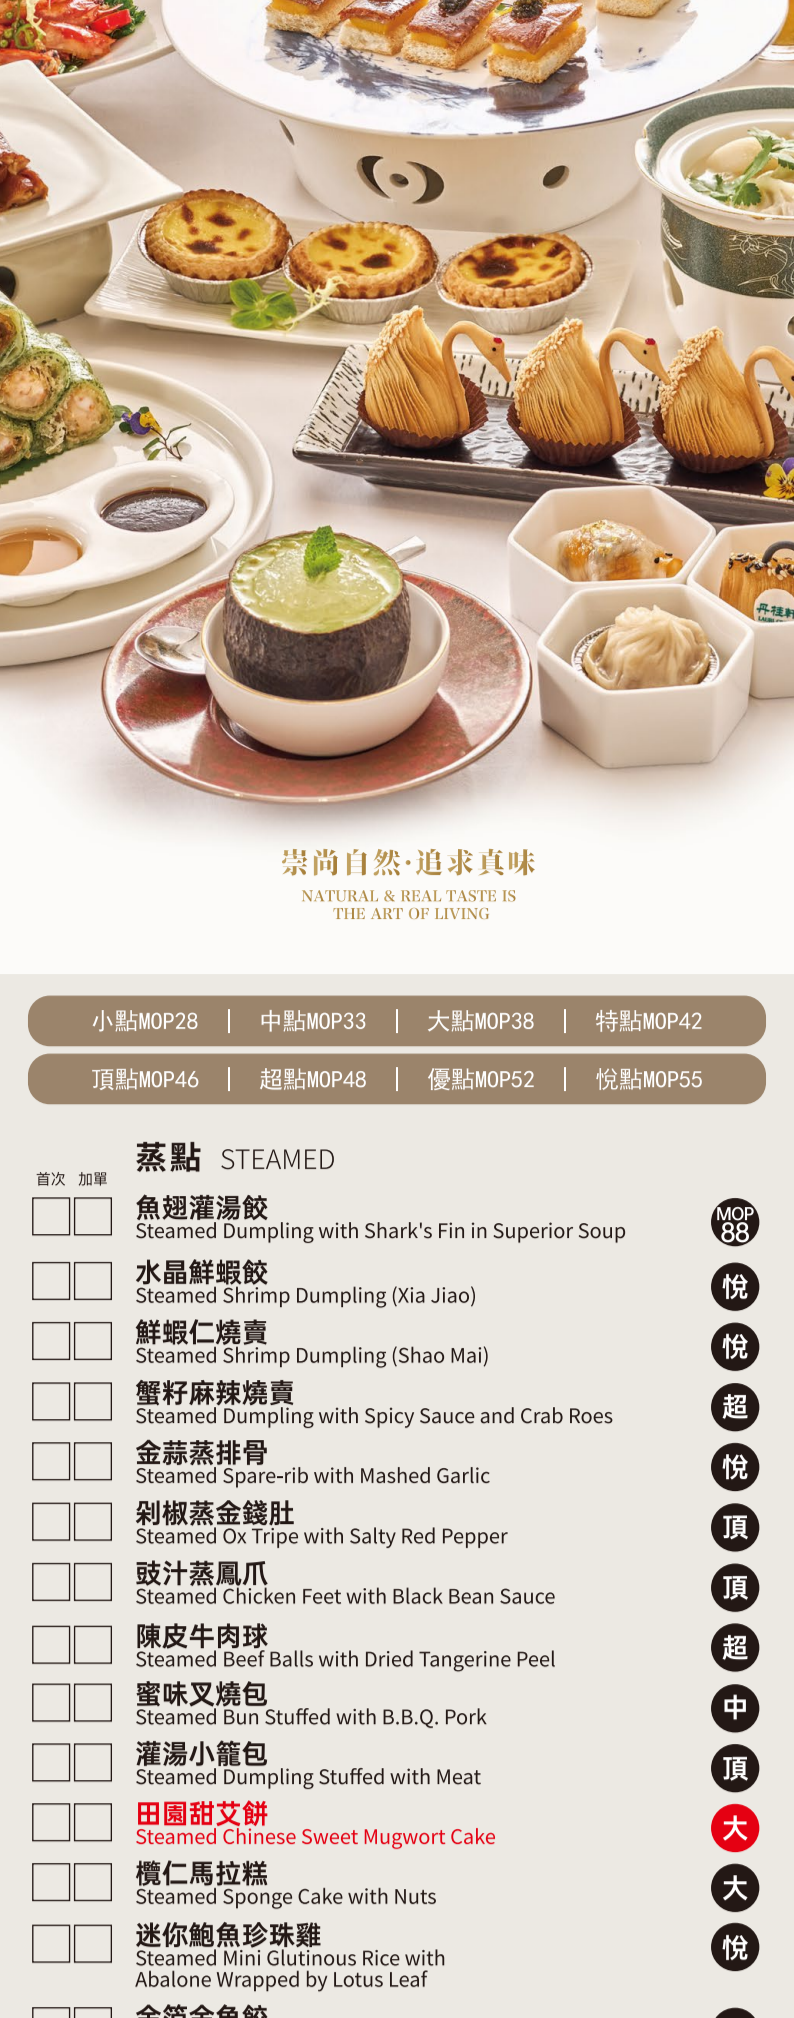 丹桂軒
崇尚自然·追求真味
NATURAL & REAL TASTE IS
THE ART OF LIVING
小點MOP28 | 中點MOP33 | 大點MOP38 | 特點MOP42
頂點MOP46 | 超點MOP48 | 優點MOP52 | 悅點MOP55
蒸點 STEAMED
首次 加單
魚翅灌湯餃
Steamed Dumpling with Shark's Fin in Superior Soup
MOP
88
水晶鮮蝦餃
Steamed Shrimp Dumpling (Xia Jiao)
悅
鮮蝦仁燒賣
Steamed Shrimp Dumpling (Shao Mai)
悅
蟹籽麻辣燒賣
Steamed Dumpling with Spicy Sauce and Crab Roes
超
金蒜蒸排骨
Steamed Spare-rib with Mashed Garlic
悅
剁椒蒸金錢肚
Steamed Ox Tripe with Salty Red Pepper
頂
豉汁蒸鳳爪
Steamed Chicken Feet with Black Bean Sauce
頂
陳皮牛肉球
Steamed Beef Balls with Dried Tangerine Peel
超
蜜味叉燒包
Steamed Bun Stuffed with B.B.Q. Pork
中
灌湯小籠包
Steamed Dumpling Stuffed with Meat
頂
田園甜艾餅
Steamed Chinese Sweet Mugwort Cake
大
欖仁馬拉糕
Steamed Sponge Cake with Nuts
大
迷你鮑魚珍珠雞
Steamed Mini Glutinous Rice with
Abalone Wrapped by Lotus Leaf
悅
金箔金魚餃